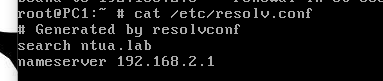 root@PC1:~ # cat /etc/resolv.conf
# Generated by resolvconf
search ntua.lab
nameserver 192.168.2.1